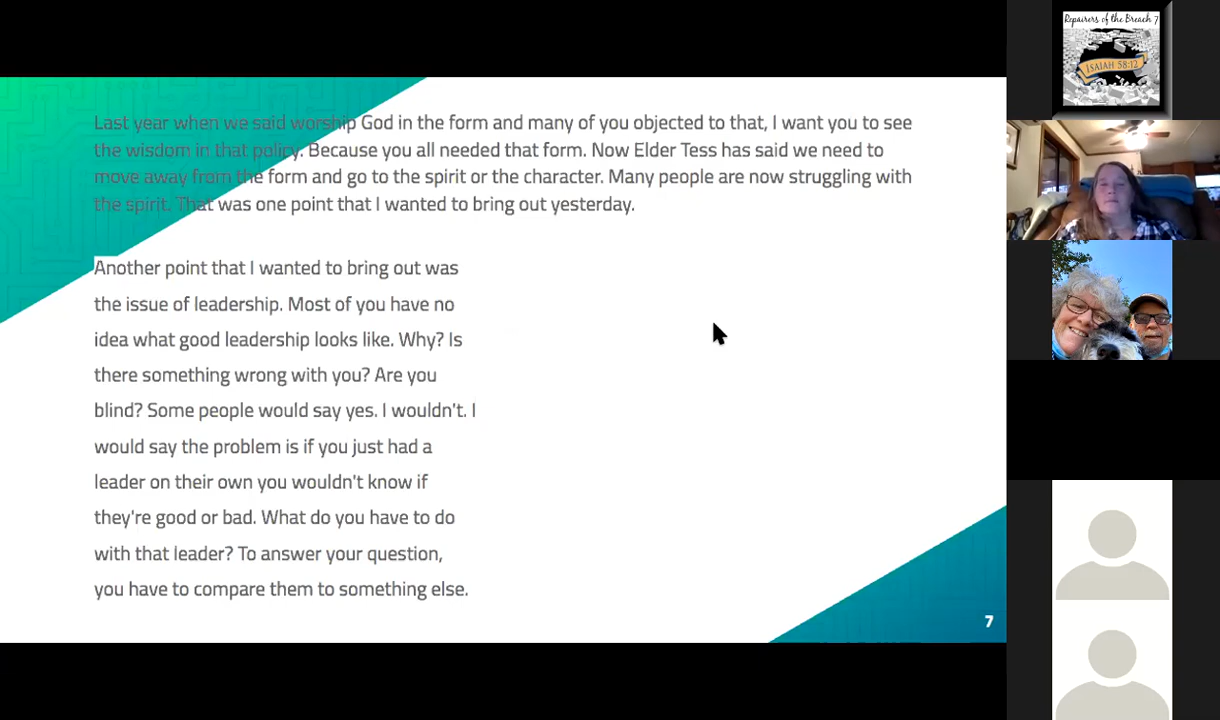 Last year when we said worship God in the form and many of you objected to that, I want you to see
the wisdom in that policy. Because you all needed that form. Now Elder Tess has said we need to
move away from the form and go to the spirit or the character. Many people are now struggling with
the spirit. That was one point that I wanted to bring out yesterday.
Another point that I wanted to bring out was
the issue of leadership. Most of you have no
idea what good leadership looks like. Why? Is
there something wrong with you? Are you
blind? Some people would say yes. I wouldn't. I
would say the problem is if you just had a
leader on their own you wouldn't know if
they're good or bad. What do you have to do
with that leader? To answer your question,
you have to compare them to something else.
7
Repairers of the Breach 7
ISAIAH 58:12